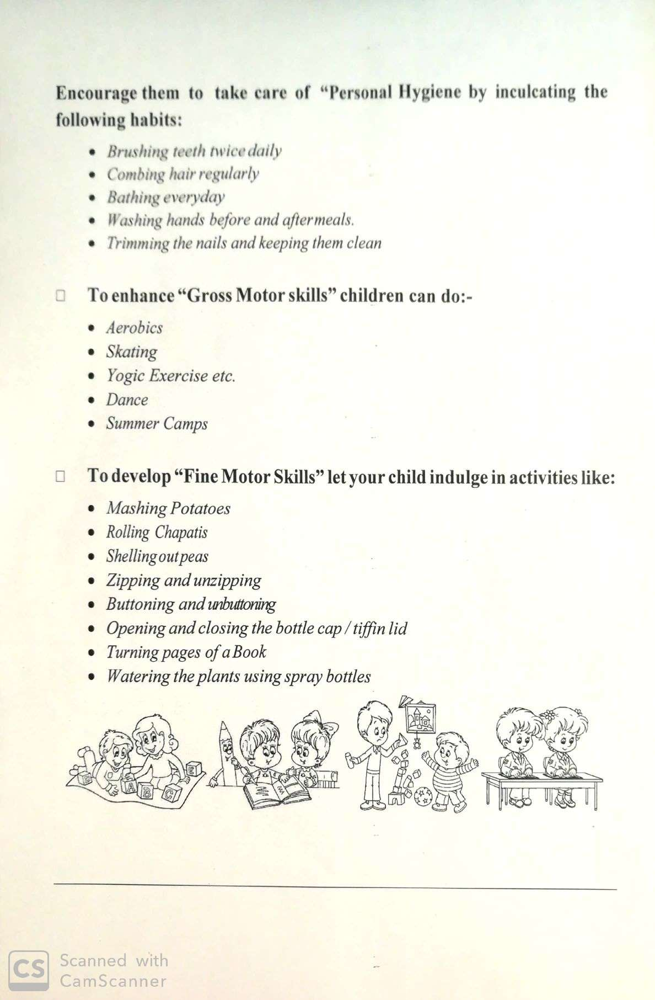 Encourage them to take care of “Personal Hygiene by inculcating the
following habits:
• Brushing teeth twice daily
• Combing hair regularly
• Bathing everyday
• Washing hands before and after meals.
• Trimming the nails and keeping them clean
To enhance “Gross Motor skills” children can do:-
• Aerobics
• Skating
• Yogic Exercise etc.
• Dance
• Summer Camps
To develop “Fine Motor Skills” let your child indulge in activities like:
• Mashing Potatoes
• Rolling Chapatis
• Shelling out peas
• Zipping and unzipping
• Buttoning and unbuttoning
• Opening and closing the bottle cap / tiffin lid
• Turning pages of a Book
• Watering the plants using spray bottles
E
A B C
CS Scanned with
CamScanner